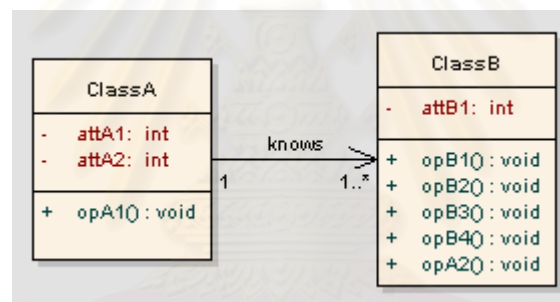 ClassA
- attA1: int
- attA2: int
+ opA1() : void
knows
1
1..*
ClassB
- attB1: int
+ opB1() : void
+ opB2() : void
+ opB3() : void
+ opB4() : void
+ opA2() : void